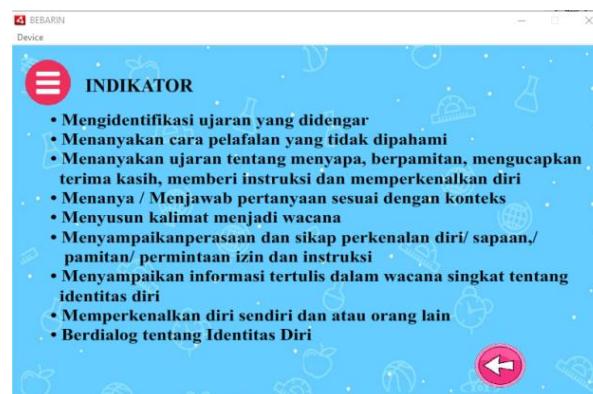 BEBARIN
Device
INDIKATOR
• Mengidentifikasi ujaran yang didengar
• Menanyakan cara pelafalan yang tidak dipahami
• Menanyakan ujaran tentang menyapa, berpamitan, mengucapkan
terima kasih, memberi instruksi dan memperkenalkan diri
• Menanya / Menjawab pertanyaan sesuai dengan konteks
• Menyusun kalimat menjadi wacana
• Menyampaikanperasaan dan sikap perkenalan diri/ sapaan,/
pamitan/ permintaan izin dan instruksi
• Menyampaikan informasi tertulis dalam wacana singkat tentang
identitas diri
• Memperkenalkan diri sendiri dan atau orang lain
• Berdialog tentang Identitas Diri